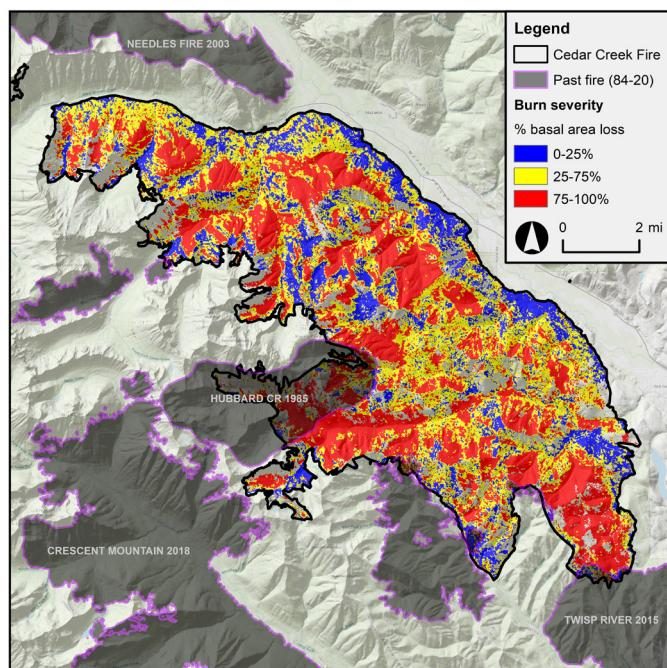 NEEDLES FIRE 2003
Legend
Cedar Creek Fire
Past fire (84-20)
Burn severity
% basal area loss
0-25%
25-75%
75-100%
0 2 mi
HUBBARD CR 1985
CRESCENT MOUNTAIN 2018
TWISP RIVER 2015